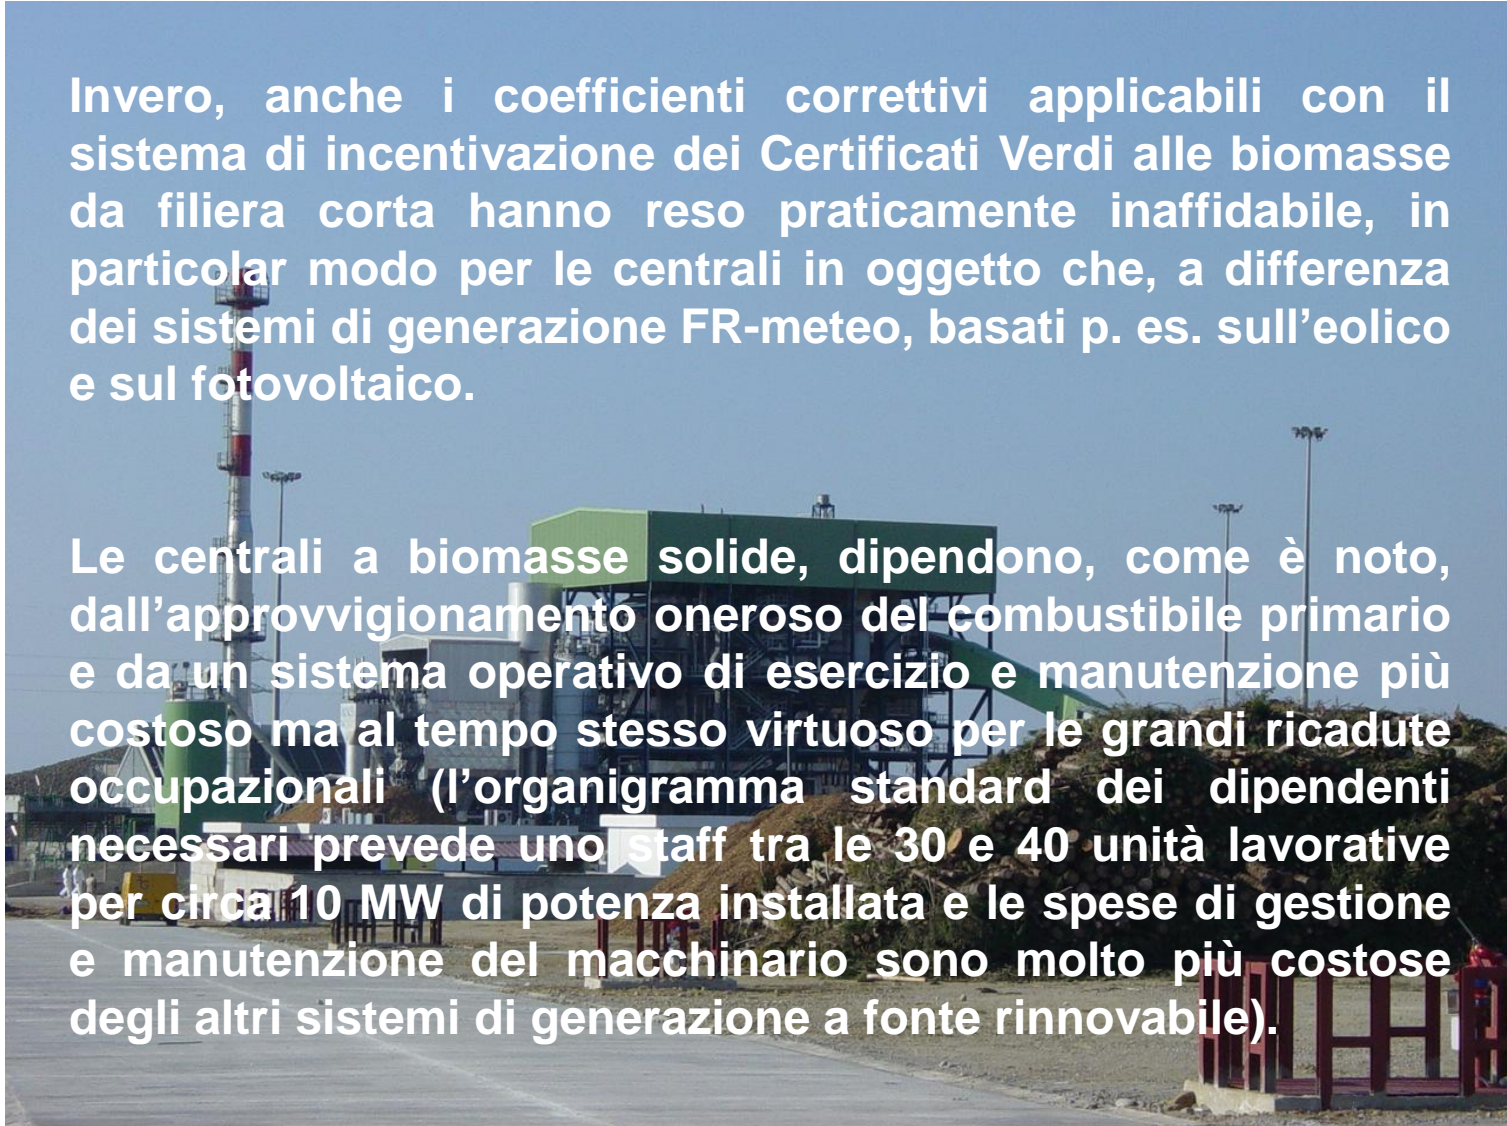 Invero, anche i coefficienti correttivi applicabili con il
sistema di incentivazione dei Certificati Verdi alle biomasse
da filiera corta hanno reso praticamente inaffidabile, in
particolar modo per le centrali in oggetto che, a differenza
dei sistemi di generazione FR-meteo, basati p. es. sull’eolico
e sul fotovoltaico.
Le centrali a biomasse solide, dipendono, come è noto,
dall’approvvigionamento oneroso del combustibile primario
e da un sistema operativo di esercizio e manutenzione più
costoso ma al tempo stesso virtuoso per le grandi ricadute
occupazionali (l’organigramma standard dei dipendenti
necessari prevede uno staff tra le 30 e 40 unità lavorative
per circa 10 MW di potenza installata e le spese di gestione
e manutenzione del macchinario sono molto più costose
degli altri sistemi di generazione a fonte rinnovabile).